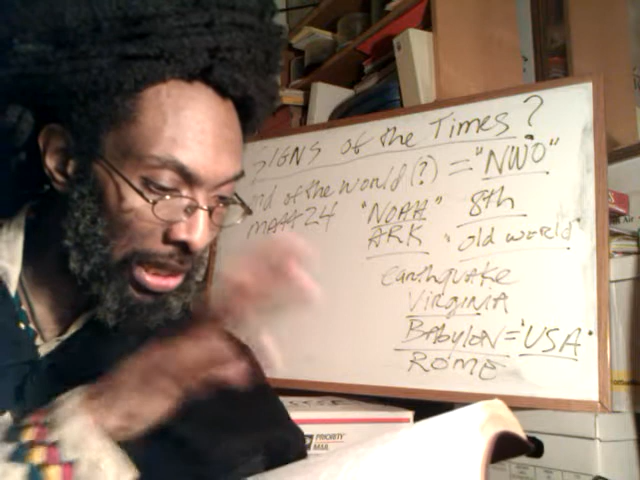 SIGNS of the Times?
end of the world(?) = "NWO"
MATT 24 "NOAH" 8th
ARK "old world"
earthquake
VIRGINIA
BABYLON = "USA"
ROME
PRIORITY
MAIL